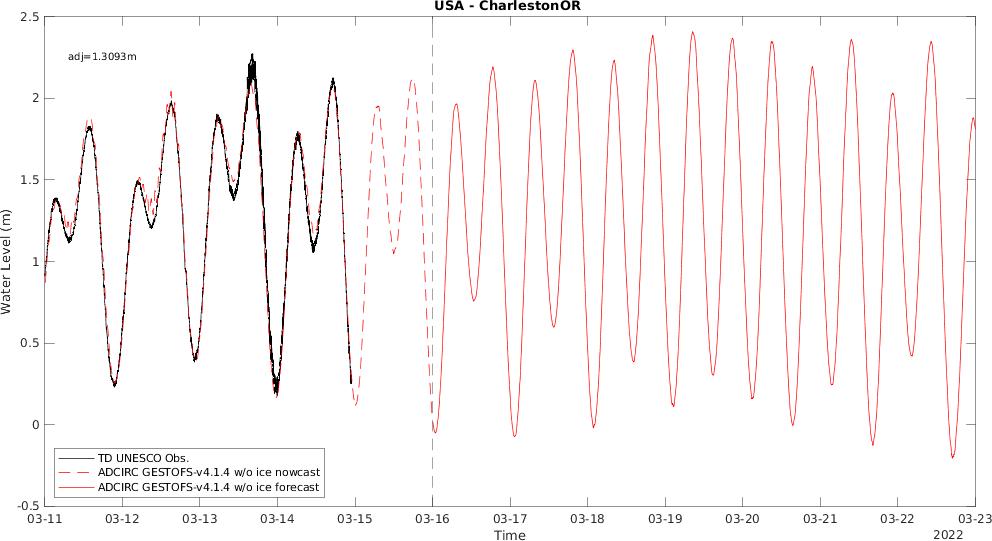 USA - CharlestonOR
adj=1.3093m
2.5
2
1.5
1
0.5
0
-0.5
Water Level (m)
TD UNESCO Obs.
ADCIRC GESTOFS-v4.1.4 w/o ice nowcast
ADCIRC GESTOFS-v4.1.4 w/o ice forecast
03-11 03-12 03-13 03-14 03-15 03-16 03-17 03-18 03-19 03-20 03-21 03-22 03-23
Time
2022